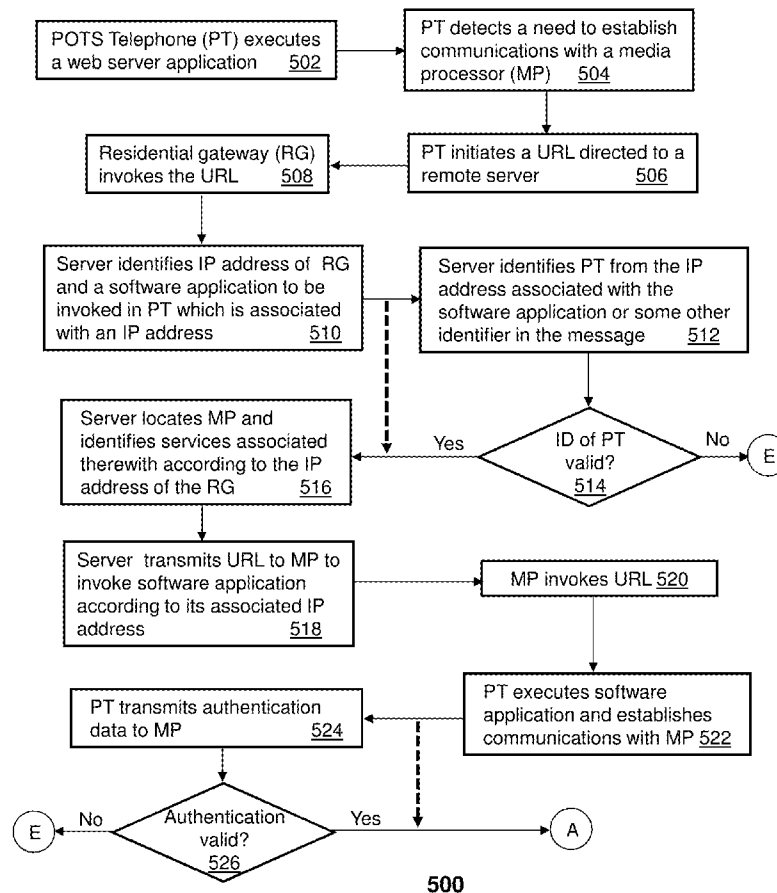 POTS Telephone (PT) executes
a web server application 502
PT detects a need to establish
communications with a media
processor (MP) 504
Residential gateway (RG)
invokes the URL 508
PT initiates a URL directed to a
remote server 506
Server identifies IP address of RG
and a software application to be
invoked in PT which is associated
with an IP address 510
Server identifies PT from the IP
address associated with the
software application or some other
identifier in the message 512
Server locates MP and
identifies services associated
therewith according to the IP
address of the RG 516
Yes
ID of PT
valid?
514
No
E
Server transmits URL to MP to
invoke software application
according to its associated IP
address 518
MP invokes URL 520
PT transmits authentication
data to MP 524
PT executes software
application and establishes
communications with MP 522
E
No
Authentication
valid?
526
Yes
A
500